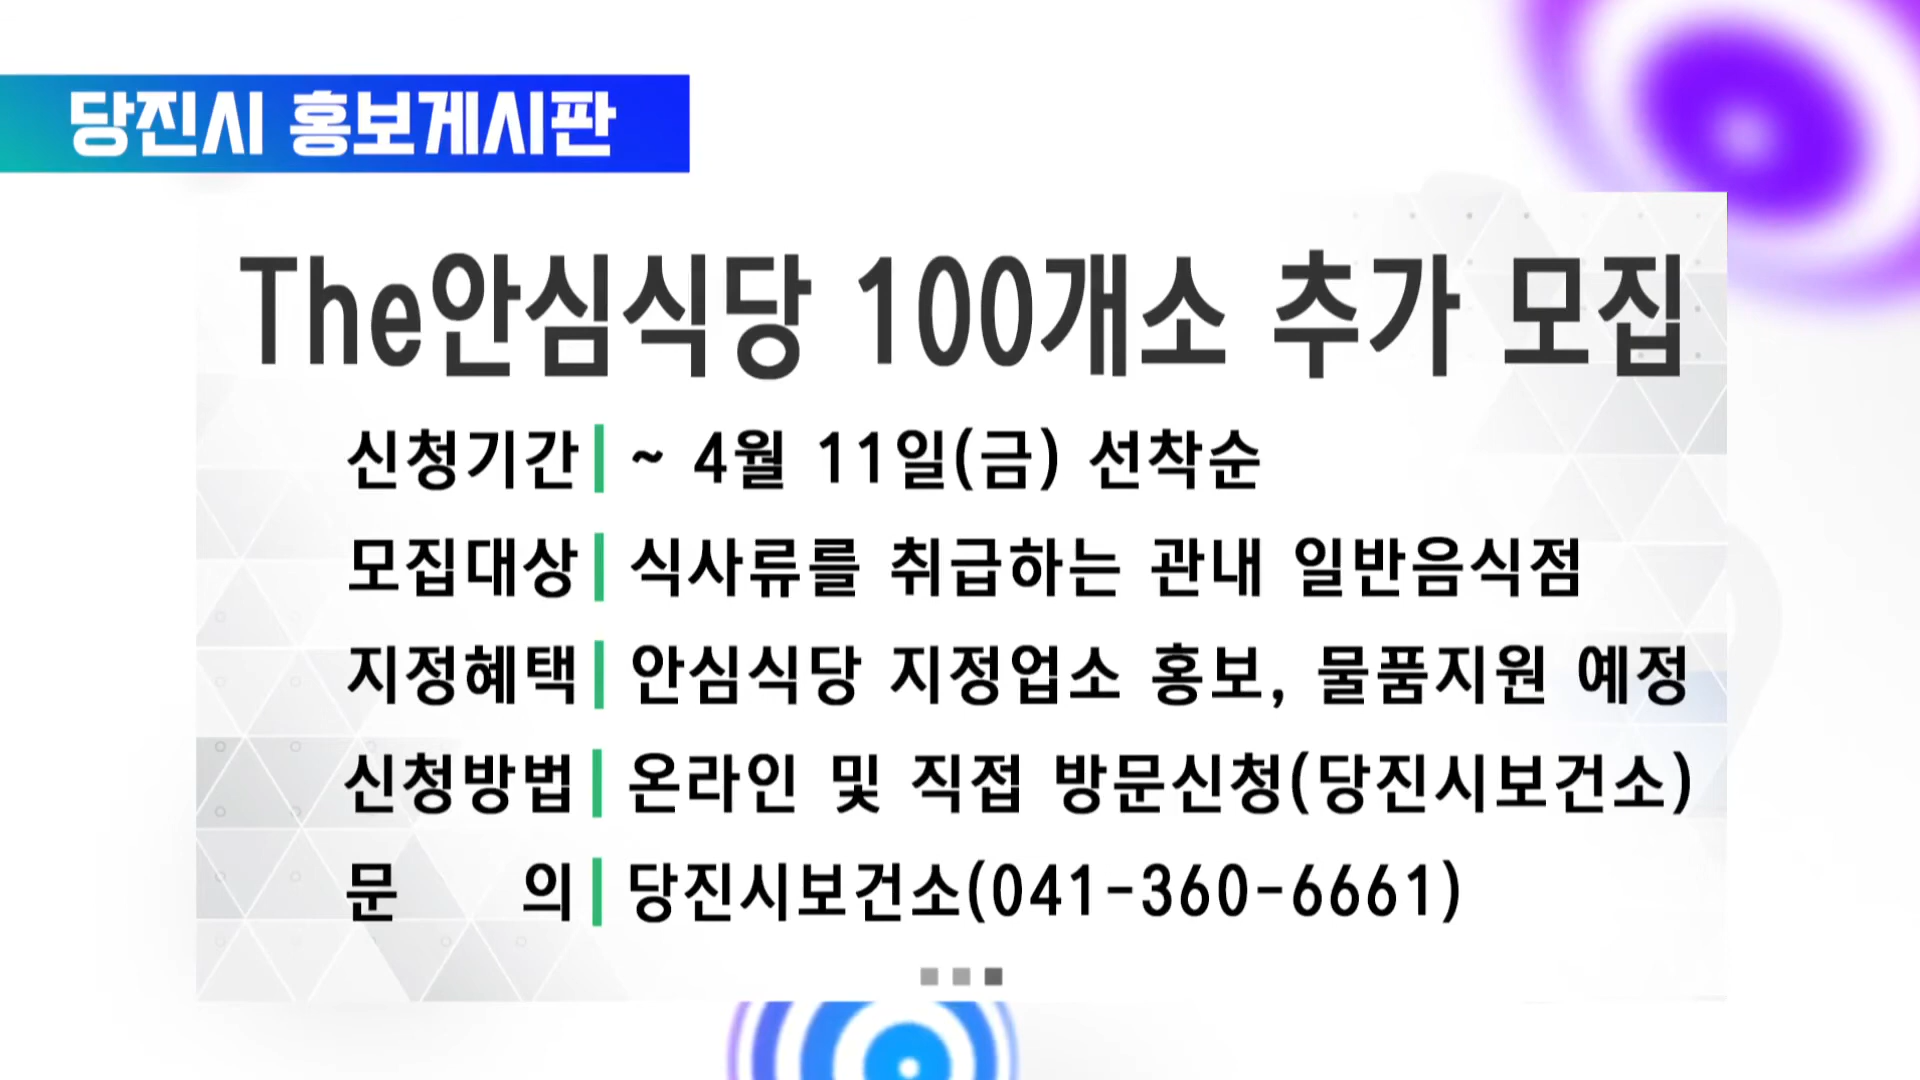 당진시 홍보게시판
The안심식당 100개소 추가 모집
신청기간 ~ 4월 11일(금) 선착순
모집대상 식사류를 취급하는 관내 일반음식점
지정혜택 안심식당 지정업소 홍보, 물품지원 예정
신청방법 온라인 및 직접 방문신청(당진시보건소)
문 의 당진시보건소(041-360-6661)